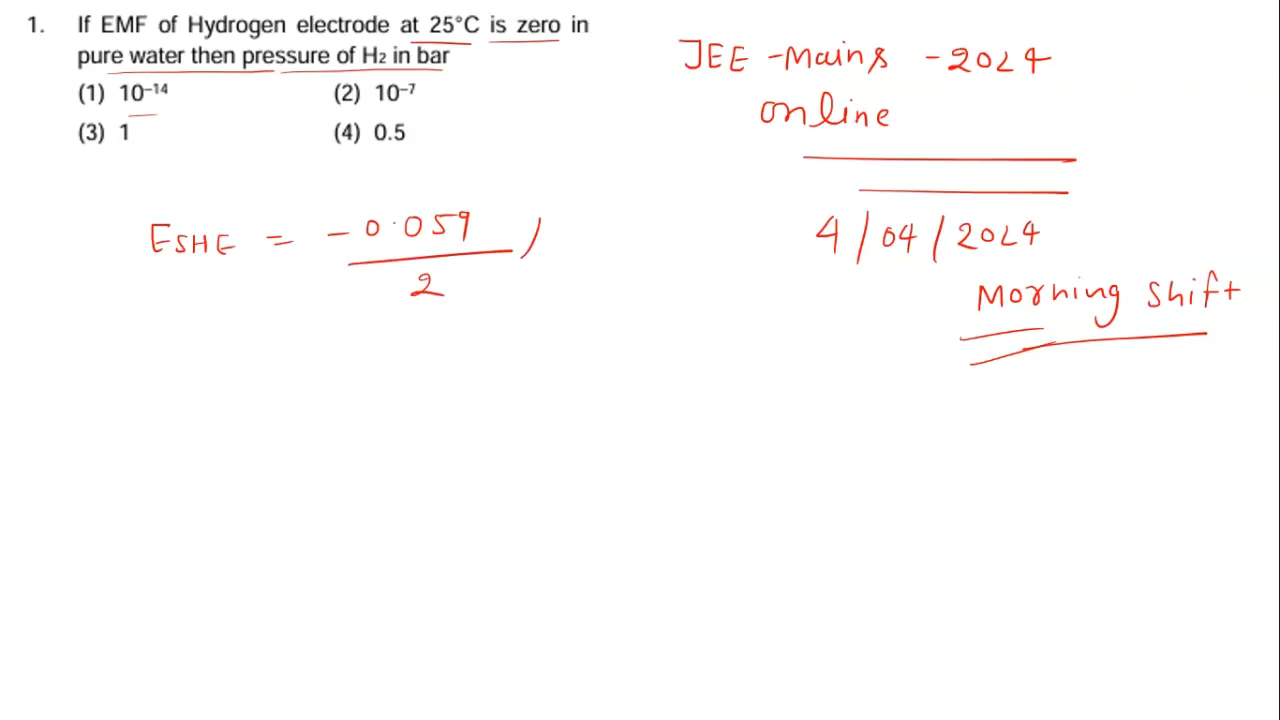 1. If EMF of Hydrogen electrode at 25°C is zero in
pure water then pressure of H₂ in bar
(1) 10⁻¹⁴ (2) 10⁻⁷
(3) 1 (4) 0.5
JEE - Mains - 2024
online
4/04/2024
Morning shift
ESHE = - 0.059 / 2 )